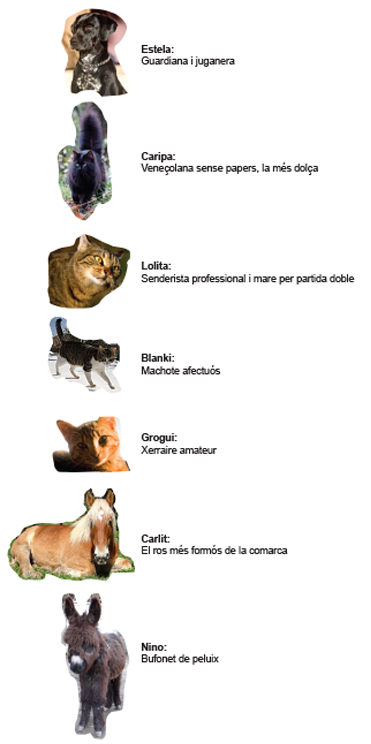 Estela:
Guardiana i juganera
Caripa:
Veneçolana sense papers, la més dolça
Lolita:
Senderista professional i mare per partida doble
Blanki:
Machote afectuós
Grogui:
Xerraire amateur
Carlit:
El ros més formós de la comarca
Nino:
Bufonet de peluix